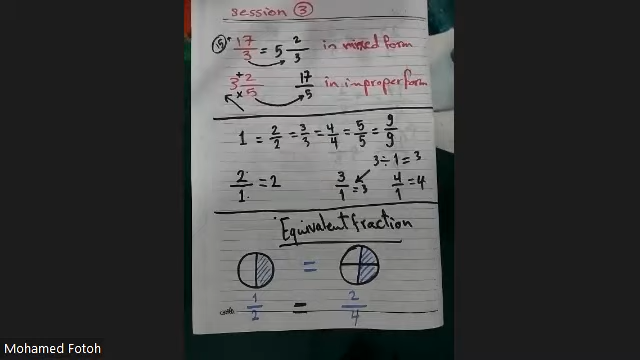 session ③
⑮ 17/3 = 5 2/3 in mixed form
3 + 2 × 5 17/5 in improper form
1 = 2/2 = 3/3 = 4/4 = 5/5 = 9/9
3 ÷ 1 = 3
2/1 = 2 3/1 = 3 4/1 = 4
Equivalent fraction
=
1/2 = 2/4
Mohamed Fotoh